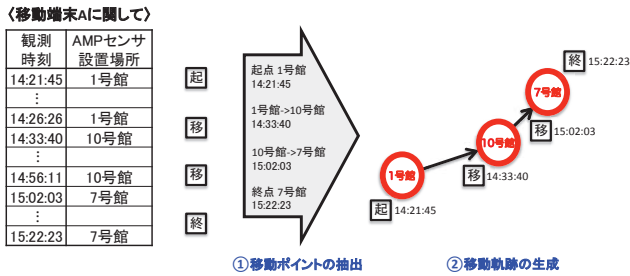 〈移動端末Aに関して〉
観測時刻 AMPセンサ設置場所
14:21:45 1号館
⋮
14:26:26 1号館
14:33:40 10号館
⋮
14:56:11 10号館
15:02:03 7号館
⋮
15:22:23 7号館
起
移
移
終
起点 1号館
14:21:45
1号館->10号館
14:33:40
10号館->7号館
15:02:03
終点 7号館
15:22:23
終 15:22:23
7号館
移 15:02:03
10号館
移 14:33:40
1号館
起 14:21:45
①移動ポイントの抽出
②移動軌跡の生成